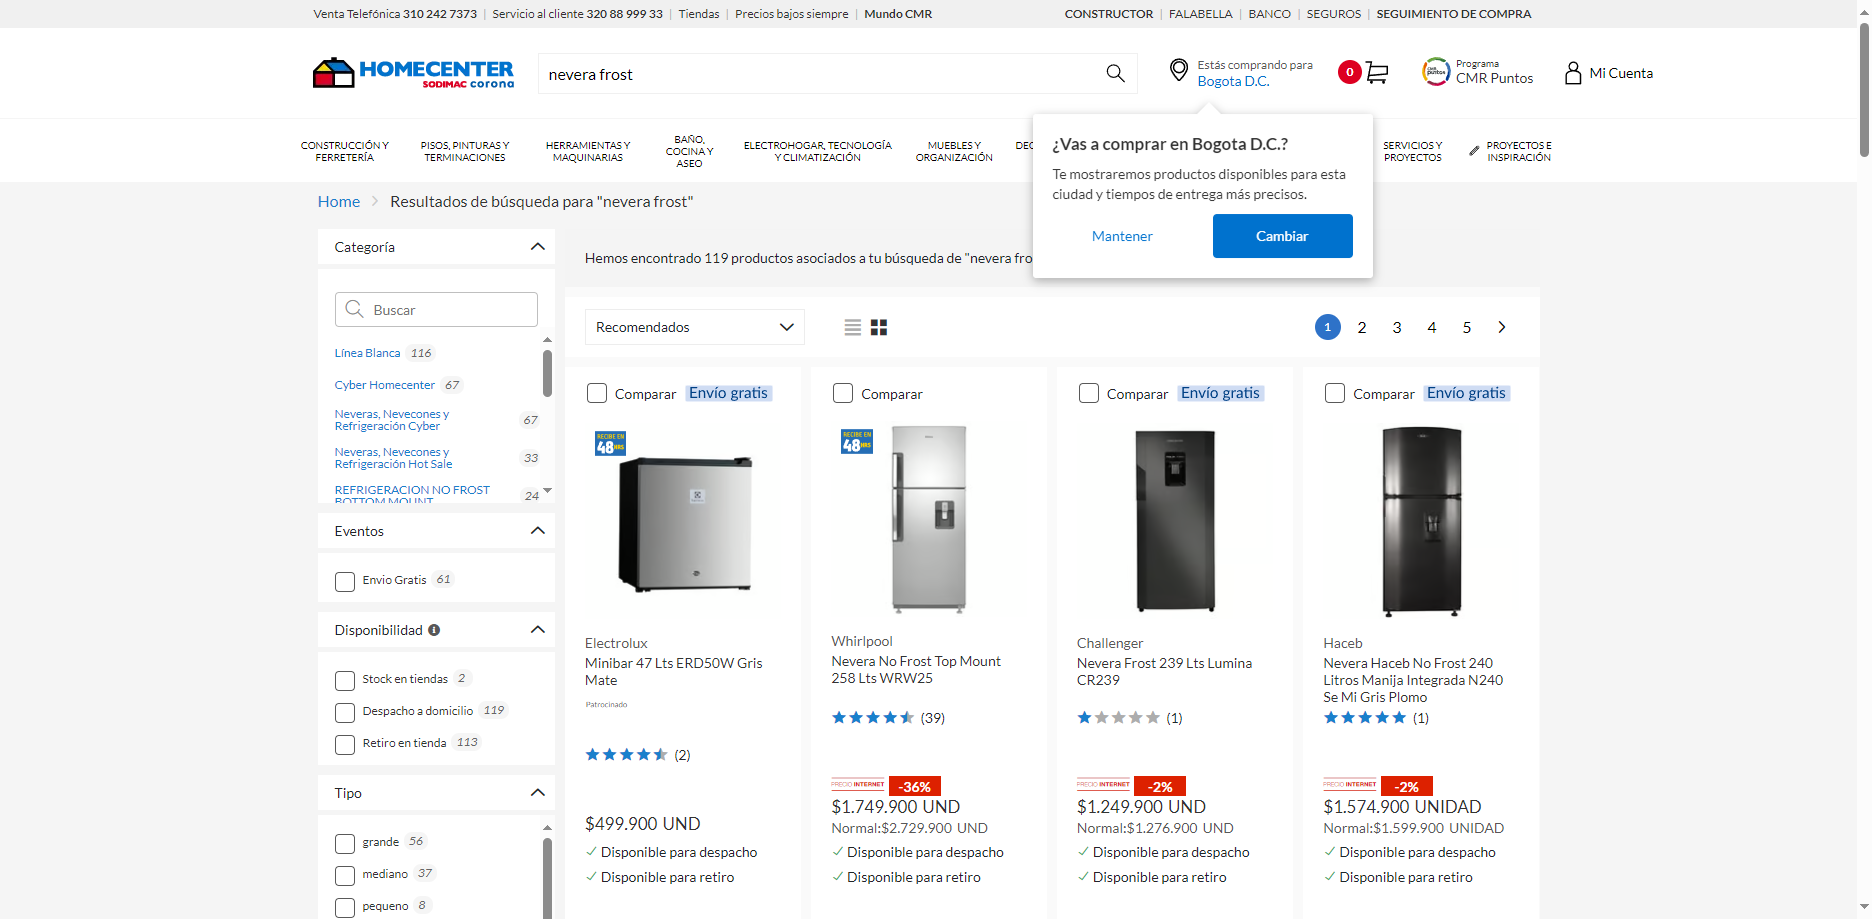 Venta Telefónica 310 242 7373 | Servicio al cliente 320 88 999 33 | Tiendas | Precios bajos siempre | Mundo CMR
CONSTRUCTOR | FALABELLA | BANCO | SEGUROS | SEGUIMIENTO DE COMPRA
HOMECENTER
SODIMAC corona
nevera frost
Estás comprando para
Bogota D.C.
0
Programa
CMR Puntos
Mi Cuenta
CONSTRUCCIÓN Y
FERRETERÍA
PISOS, PINTURAS Y
TERMINACIONES
HERRAMIENTAS Y
MAQUINARIAS
BAÑO,
COCINA Y
ASEO
ELECTROHOGAR, TECNOLOGÍA
Y CLIMATIZACIÓN
MUEBLES Y
ORGANIZACIÓN
SERVICIOS Y
PROYECTOS
PROYECTOS E
INSPIRACIÓN
¿Vas a comprar en Bogota D.C.?
Te mostraremos productos disponibles para esta
ciudad y tiempos de entrega más precisos.
Mantener
Cambiar
Home > Resultados de búsqueda para "nevera frost"
Categoría
Buscar
Línea Blanca 116
Cyber Homecenter 67
Neveras, Nevecones y
Refrigeración Cyber 67
Neveras, Nevecones y
Refrigeración Hot Sale 33
REFRIGERACION NO FROST
BOTTOM MOUNT 24
Eventos
Envio Gratis 61
Disponibilidad
Stock en tiendas 2
Despacho a domicilio 119
Retiro en tienda 113
Tipo
grande 56
mediano 37
pequeno 8
Hemos encontrado 119 productos asociados a tu búsqueda de "nevera fro
Recomendados
1 2 3 4 5
Comparar Envío gratis
RECIBE EN
48HRS
Electrolux
Minibar 47 Lts ERD50W Gris
Mate
Patrocinado
(2)
$499.900 UND
Disponible para despacho
Disponible para retiro
Comparar
RECIBE EN
48HRS
Whirlpool
Nevera No Frost Top Mount
258 Lts WRW25
(39)
PRECIO INTERNET -36%
$1.749.900 UND
Normal:$2.729.900 UND
Disponible para despacho
Disponible para retiro
Comparar Envío gratis
Challenger
Nevera Frost 239 Lts Lumina
CR239
(1)
PRECIO INTERNET -2%
$1.249.900 UND
Normal:$1.276.900 UND
Disponible para despacho
Disponible para retiro
Comparar Envío gratis
Haceb
Nevera Haceb No Frost 240
Litros Manija Integrada N240
Se Mi Gris Plomo
(1)
PRECIO INTERNET -2%
$1.574.900 UNIDAD
Normal:$1.599.900 UNIDAD
Disponible para despacho
Disponible para retiro